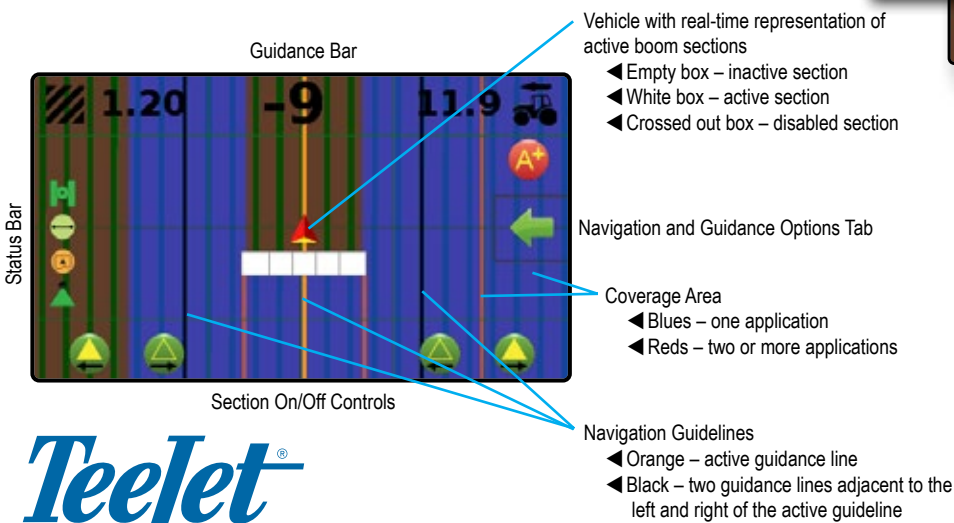 Guidance Bar
1.20
-9
11.9
A+
Status Bar
Section On/Off Controls
Vehicle with real-time representation of
active boom sections
◀ Empty box – inactive section
◀ White box – active section
◀ Crossed out box – disabled section
Navigation and Guidance Options Tab
Coverage Area
◀ Blues – one application
◀ Reds – two or more applications
Navigation Guidelines
◀ Orange – active guidance line
◀ Black – two guidance lines adjacent to the
left and right of the active guideline
TeeJet®